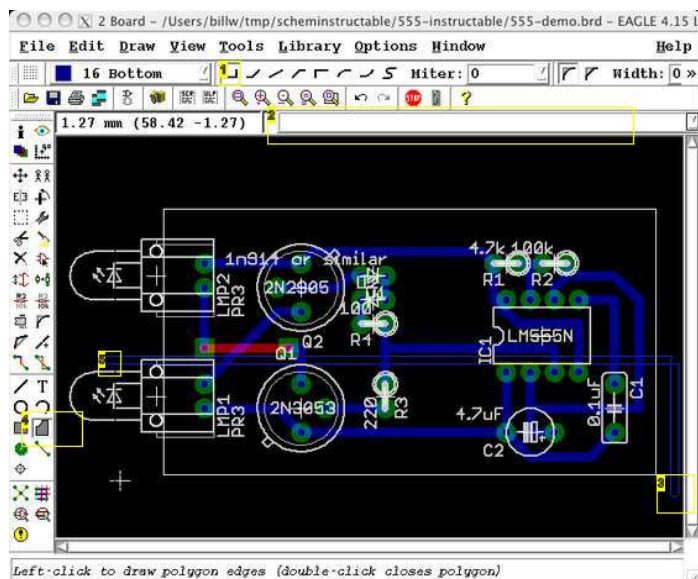 2 Board - /Users/billw/tmp/scheminstructable/555-instructable/555-demo.brd - EAGLE 4.15 L
File Edit Draw View Tools Library Options Window Help
16 Bottom 1 Miter: 0 Width: 0 »
STOP ?
1.27 mm (58.42 -1.27) 2
1n914 or similar 4.7k 100k
R1 R2
LMP2
PR3
2N2905
100
R4
Q2
Q1
LM555N
IC1
LMP1
PR3
2N3053
220
R3
4.7uF
C2
0.1uF
C1
3
4
T
Left-click to draw polygon edges (double-click closes polygon)